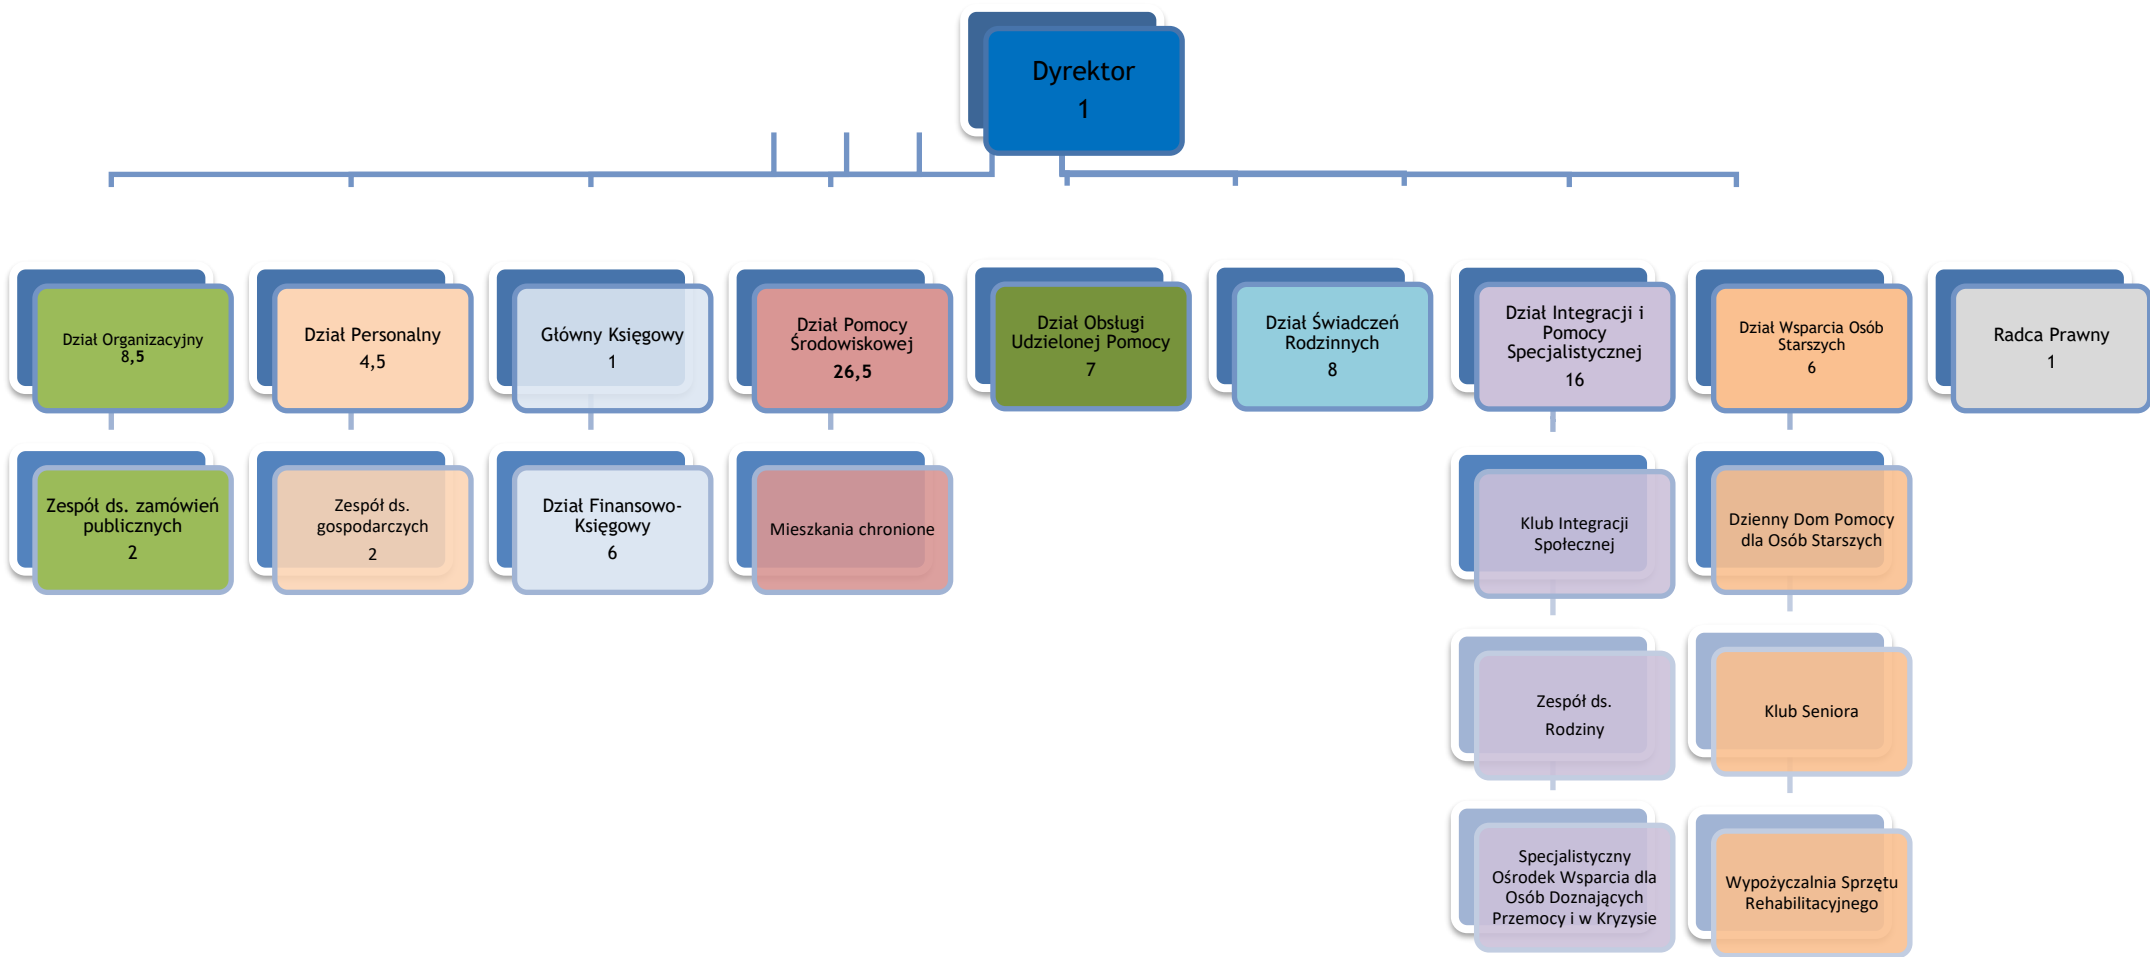 Dyrektor
1
Dział Organizacyjny
8,5
Dział Personalny
4,5
Główny Księgowy
1
Dział Pomocy
Środowiskowej
26,5
Dział Obsługi
Udzielonej Pomocy
7
Dział Świadczeń
Rodzinnych
8
Dział Integracji i
Pomocy
Specjalistycznej
16
Dział Wsparcia Osób
Starszych
6
Radca Prawny
1
Zespół ds. zamówień
publicznych
2
Zespół ds.
gospodarczych
2
Dział Finansowo-
Księgowy
6
Mieszkania chronione
Klub Integracji
Społecznej
Dzienny Dom Pomocy
dla Osób Starszych
Zespół ds.
Rodziny
Klub Seniora
Specjalistyczny
Ośrodek Wsparcia dla
Osób Doznających
Przemocy i w Kryzysie
Wypożyczalnia Sprzętu
Rehabilitacyjnego